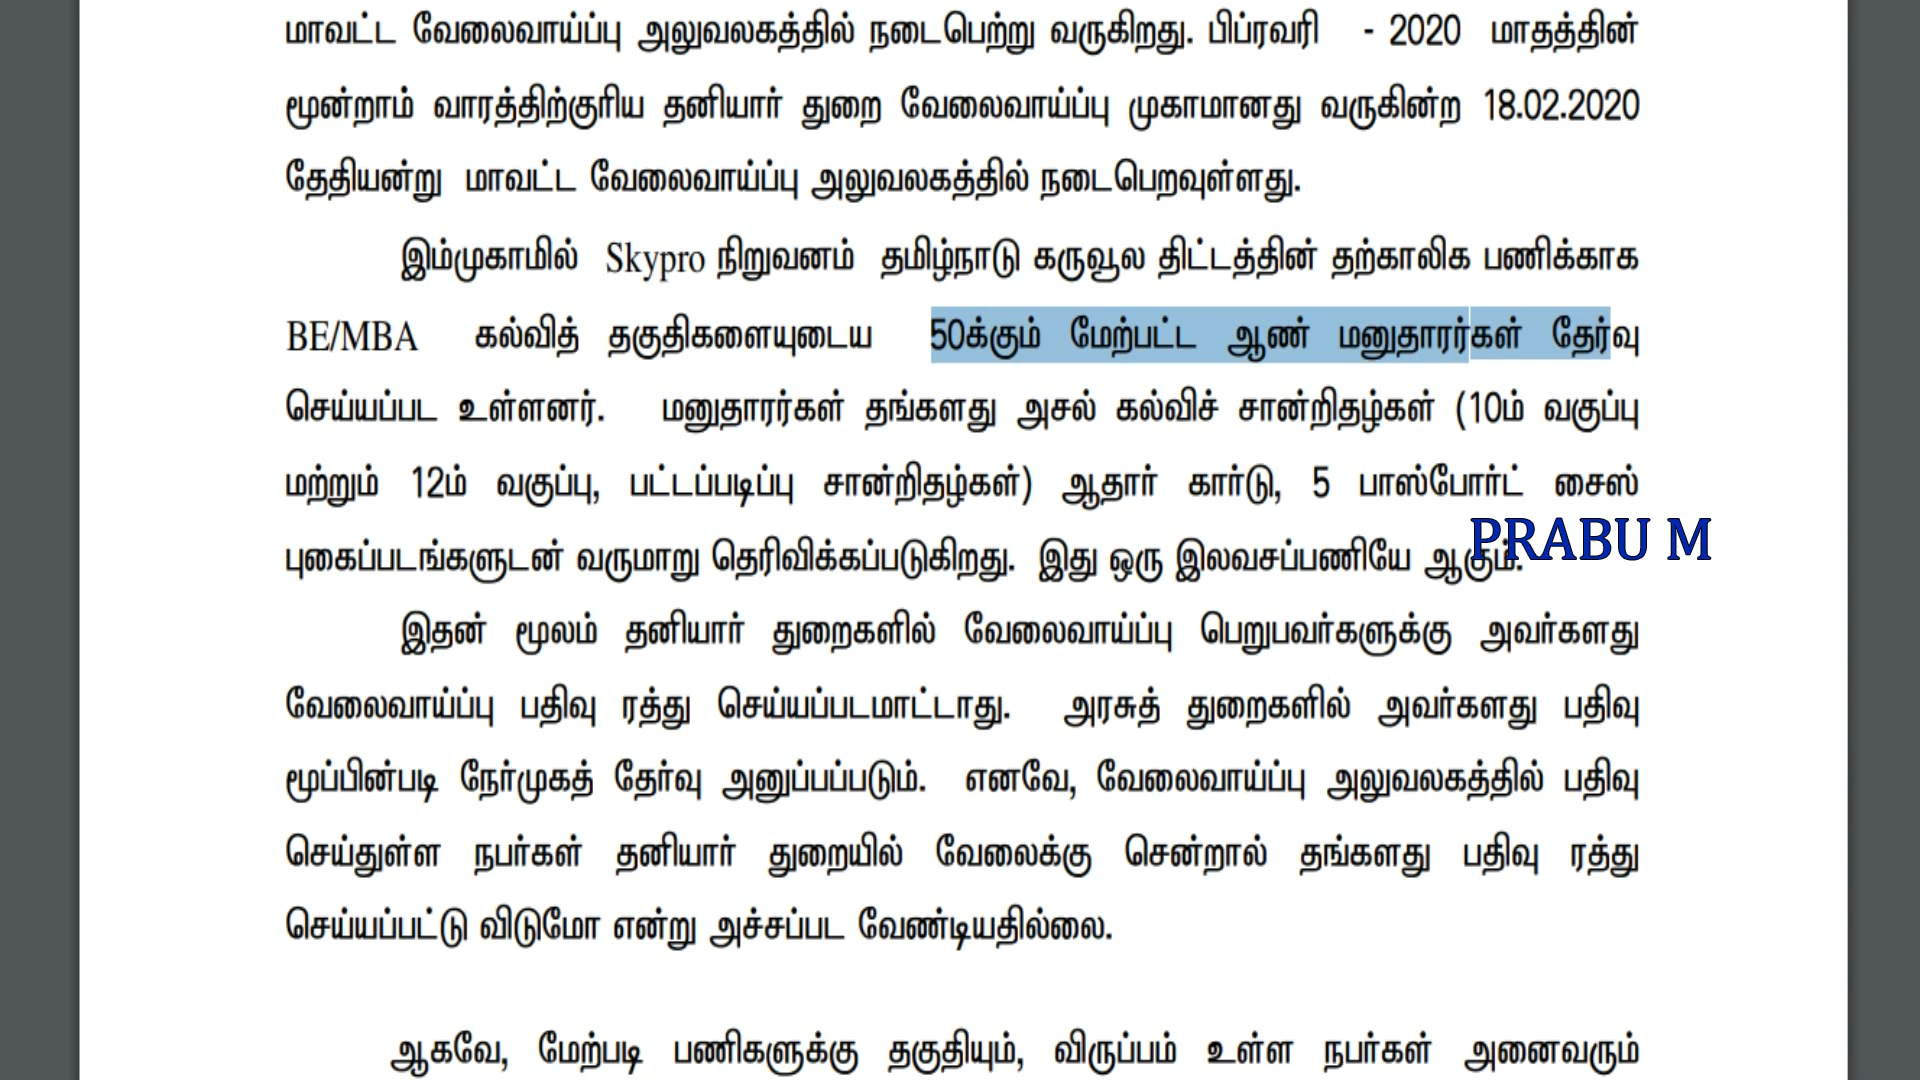 மாவட்ட வேலைவாய்ப்பு அலுவலகத்தில் நடைபெற்று வருகிறது. பிப்ரவரி - 2020 மாதத்தின்
மூன்றாம் வாரத்திற்குரிய தனியார் துறை வேலைவாய்ப்பு முகாமானது வருகின்ற 18.02.2020
தேதியன்று மாவட்ட வேலைவாய்ப்பு அலுவலகத்தில் நடைபெறவுள்ளது.
இம்முகாமில் Skypro நிறுவனம் தமிழ்நாடு கருவூல திட்டத்தின் தற்காலிக பணிக்காக
BE/MBA கல்வித் தகுதிகளையுடைய 50க்கும் மேற்பட்ட ஆண் மனுதாரர்கள் தேர்வு
செய்யப்பட உள்ளனர். மனுதாரர்கள் தங்களது அசல் கல்விச் சான்றிதழ்கள் (10ம் வகுப்பு
மற்றும் 12ம் வகுப்பு, பட்டப்படிப்பு சான்றிதழ்கள்) ஆதார் கார்டு, 5 பாஸ்போர்ட் சைஸ்
புகைப்படங்களுடன் வருமாறு தெரிவிக்கப்படுகிறது. இது ஒரு இலவசப்பணியே ஆகும்.
PRABU M
இதன் மூலம் தனியார் துறைகளில் வேலைவாய்ப்பு பெறுபவர்களுக்கு அவர்களது
வேலைவாய்ப்பு பதிவு ரத்து செய்யப்படமாட்டாது. அரசுத் துறைகளில் அவர்களது பதிவு
மூப்பின்படி நேர்முகத் தேர்வு அனுப்பப்படும். எனவே, வேலைவாய்ப்பு அலுவலகத்தில் பதிவு
செய்துள்ள நபர்கள் தனியார் துறையில் வேலைக்கு சென்றால் தங்களது பதிவு ரத்து
செய்யப்பட்டு விடுமோ என்று அச்சப்பட வேண்டியதில்லை.
ஆகவே, மேற்படி பணிகளுக்கு தகுதியும், விருப்பம் உள்ள நபர்கள் அனைவரும்